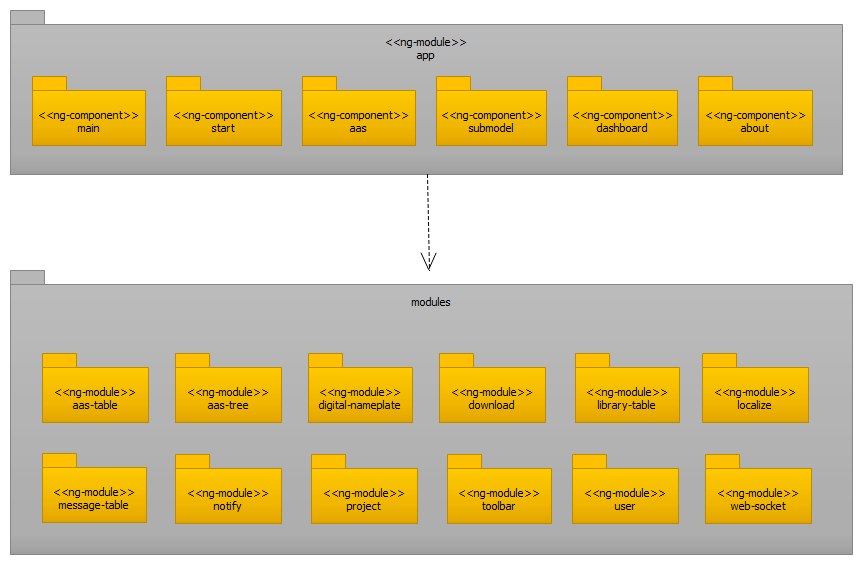 <<ng-module>>
app
<<ng-component>> <<ng-component>> <<ng-component>> <<ng-component>> <<ng-component>> <<ng-component>>
main start aas submodel dashboard about
modules
<<ng-module>> <<ng-module>> <<ng-module>> <<ng-module>> <<ng-module>> <<ng-module>>
aas-table aas-tree digital-nameplate download library-table localize
<<ng-module>> <<ng-module>> <<ng-module>> <<ng-module>> <<ng-module>> <<ng-module>>
message-table notify project toolbar user web-socket